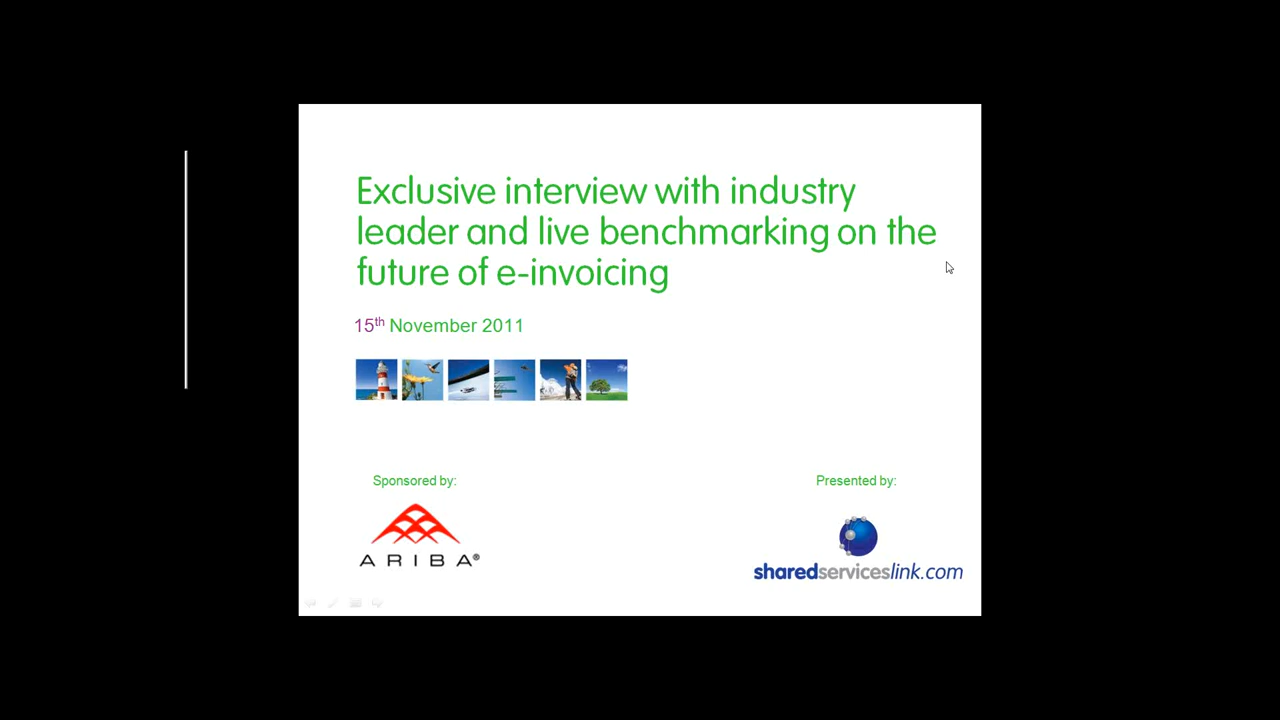 Exclusive interview with industry
leader and live benchmarking on the
future of e-invoicing
15th November 2011
Sponsored by:
Presented by:
ARIBA®
sharedserviceslink.com